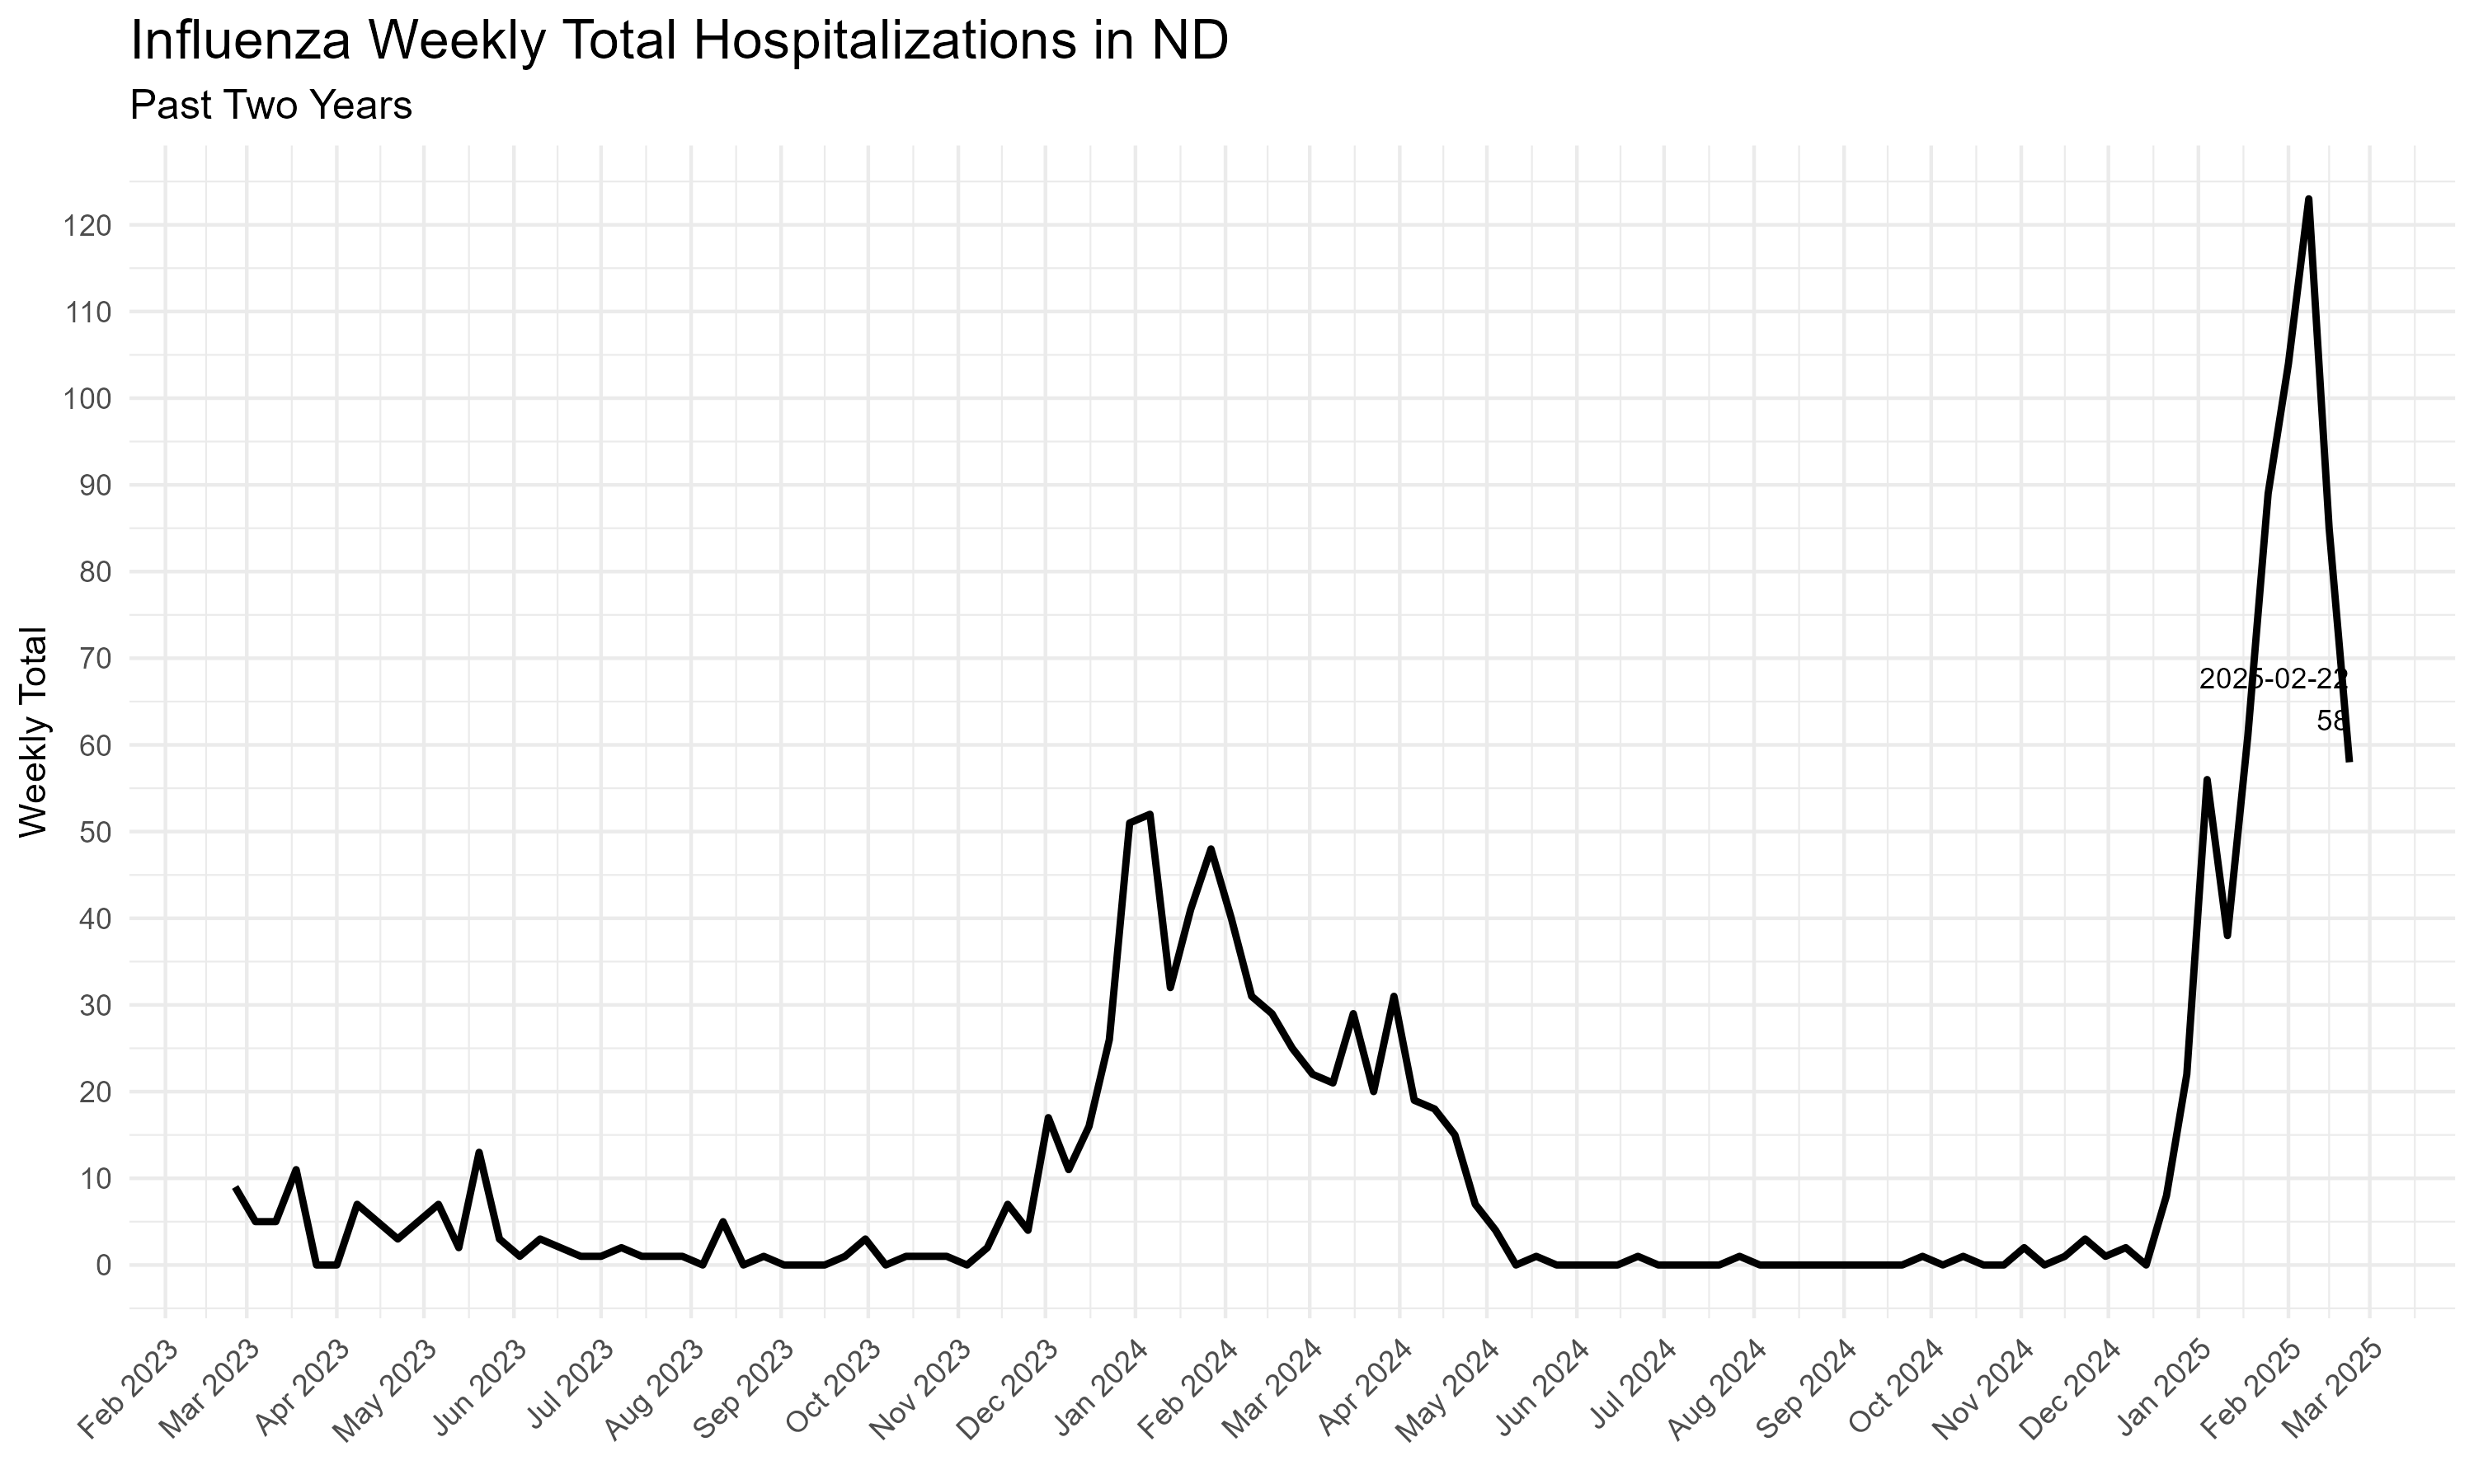 Influenza Weekly Total Hospitalizations in ND
Past Two Years
Weekly Total
120
110
100
90
80
70
60
50
40
30
20
10
0
2025-02-22
58
Feb 2023
Mar 2023
Apr 2023
May 2023
Jun 2023
Jul 2023
Aug 2023
Sep 2023
Oct 2023
Nov 2023
Dec 2023
Jan 2024
Feb 2024
Mar 2024
Apr 2024
May 2024
Jun 2024
Jul 2024
Aug 2024
Sep 2024
Oct 2024
Nov 2024
Dec 2024
Jan 2025
Feb 2025
Mar 2025